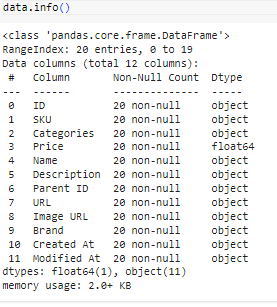 data.info()
<class 'pandas.core.frame.DataFrame'>
RangeIndex: 20 entries, 0 to 19
Data columns (total 12 columns):
 #   Column       Non-Null Count  Dtype
---  ------       --------------  -----
 0   ID           20 non-null     object
 1   SKU          20 non-null     object
 2   Categories   20 non-null     object
 3   Price        20 non-null     float64
 4   Name         20 non-null     object
 5   Description  20 non-null     object
 6   Parent ID    20 non-null     object
 7   URL          20 non-null     object
 8   Image URL    20 non-null     object
 9   Brand        20 non-null     object
 10  Created At   20 non-null     object
 11  Modified At  20 non-null     object
dtypes: float64(1), object(11)
memory usage: 2.0+ KB